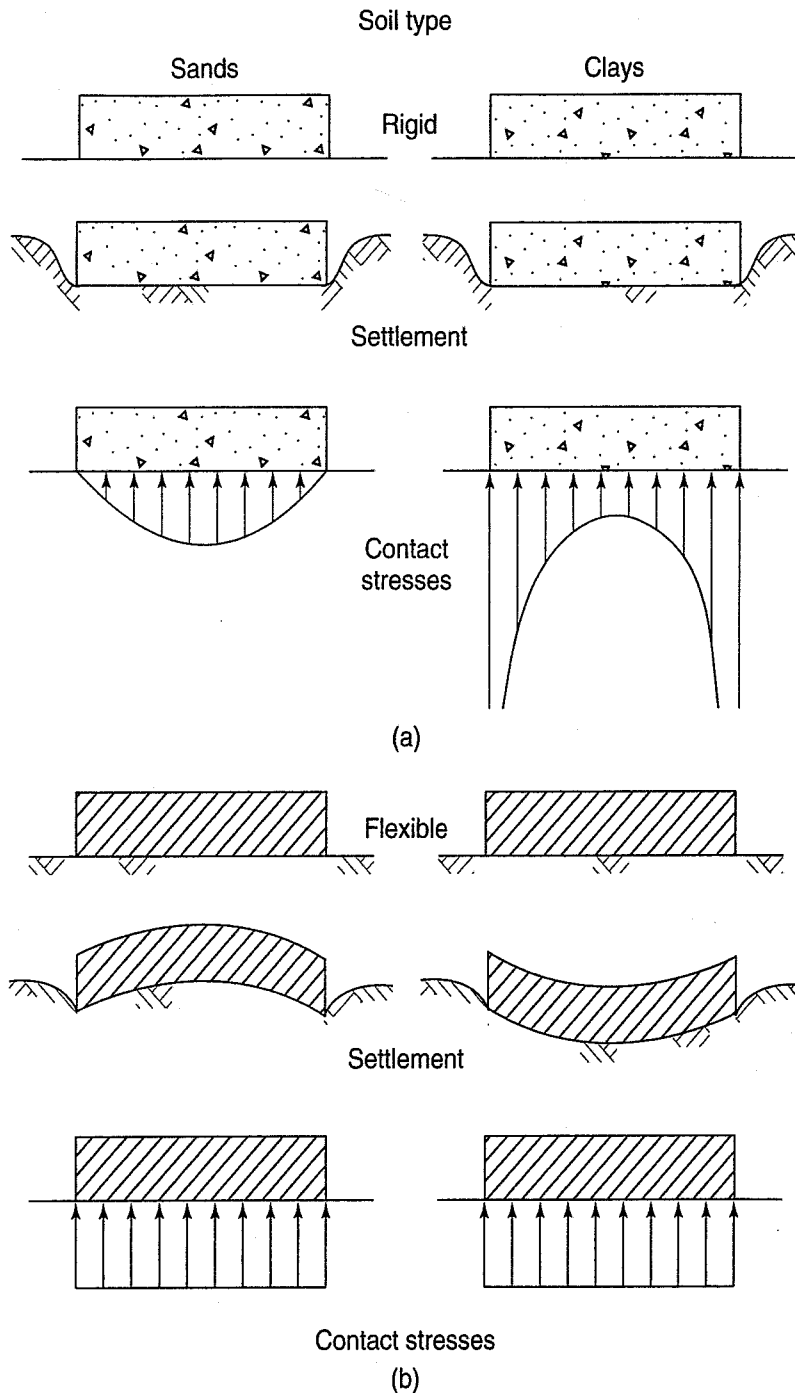 Soil type
Sands
Clays
Rigid
Settlement
Contact
stresses
(a)
Flexible
Settlement
Contact stresses
(b)